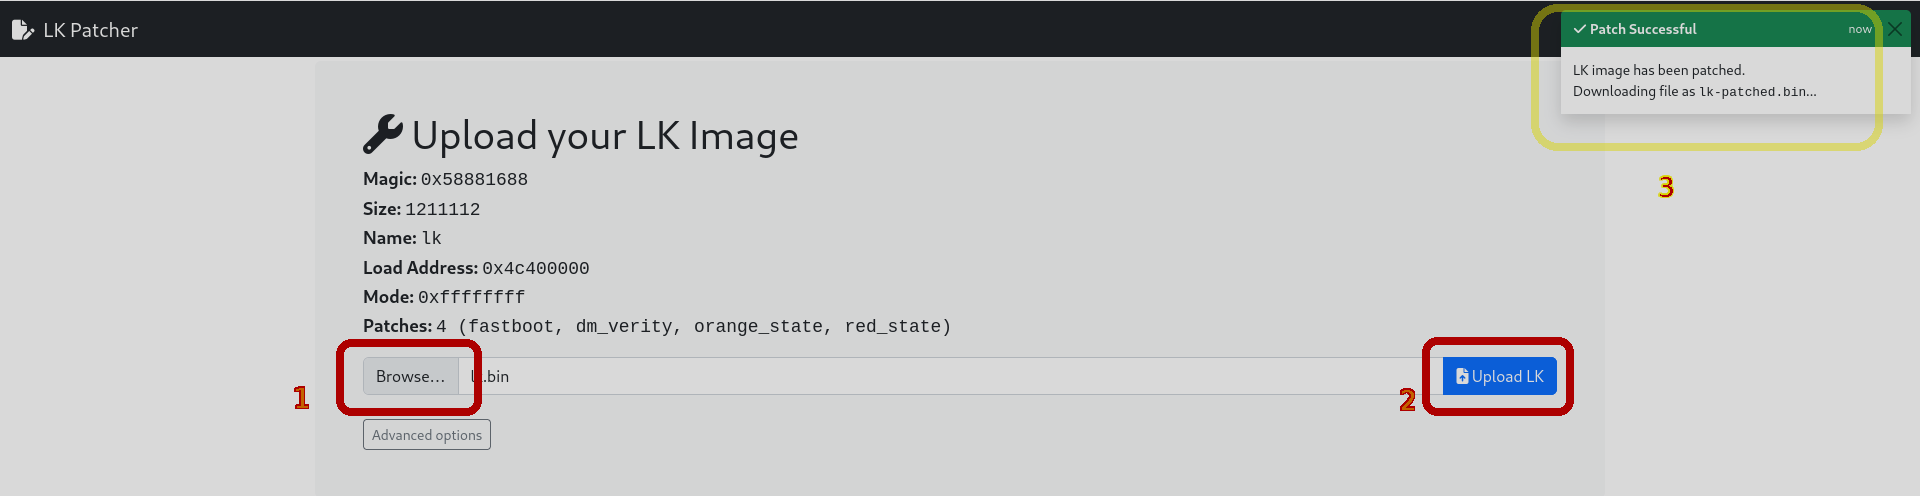 LK Patcher
Patch Successful now
LK image has been patched.
Downloading file as lk-patched.bin...
3
Upload your LK Image
Magic: 0x58881688
Size: 1211112
Name: lk
Load Address: 0x4c400000
Mode: 0xffffffff
Patches: 4 (fastboot, dm_verity, orange_state, red_state)
1
Browse... .bin
2
Upload LK
Advanced options